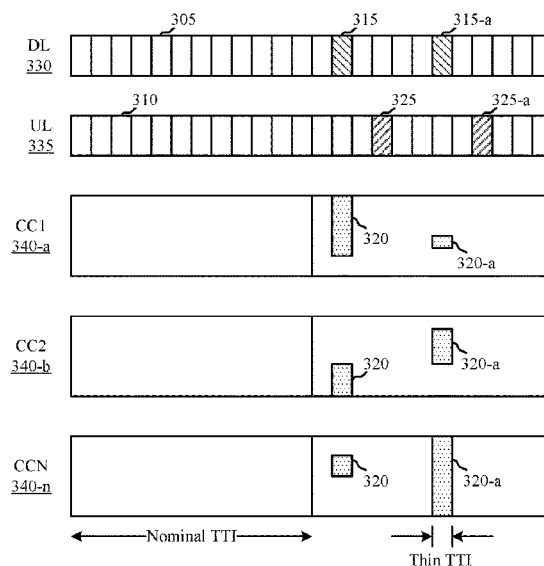 305
315
315-a
DL
330
310
325
325-a
UL
335
CC1
340-a
320
320-a
CC2
340-b
320
320-a
CCN
340-n
320
320-a
Nominal TTI
Thin TTI